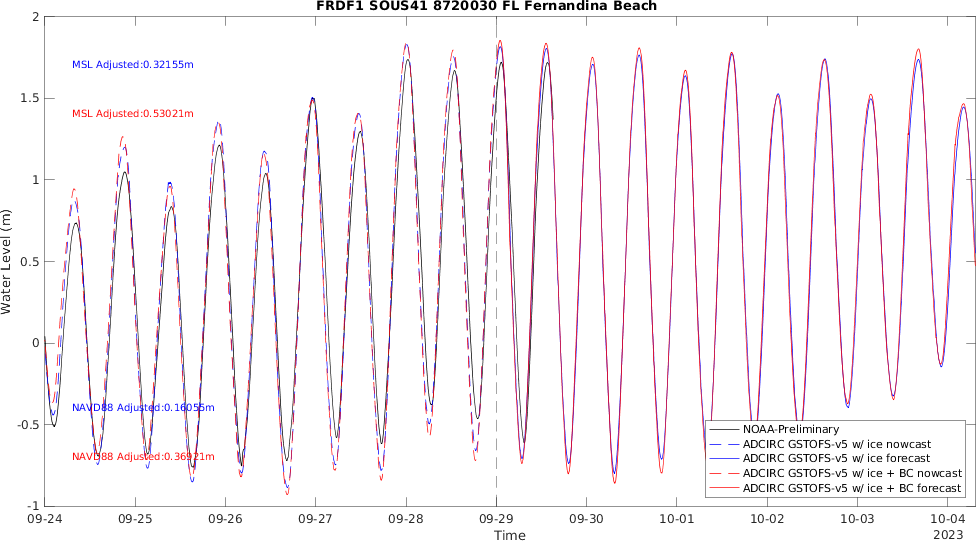 FRDF1 SOUS41 8720030 FL Fernandina Beach
2
1.5
1
0.5
0
-0.5
-1
Water Level (m)
MSL Adjusted:0.32155m
MSL Adjusted:0.53021m
NAVD88 Adjusted:0.16055m
NAVD88 Adjusted:0.36921m
NOAA-Preliminary
ADCIRC GSTOFS-v5 w/ ice nowcast
ADCIRC GSTOFS-v5 w/ ice forecast
ADCIRC GSTOFS-v5 w/ ice + BC nowcast
ADCIRC GSTOFS-v5 w/ ice + BC forecast
09-24 09-25 09-26 09-27 09-28 09-29 09-30 10-01 10-02 10-03 10-04
Time
2023